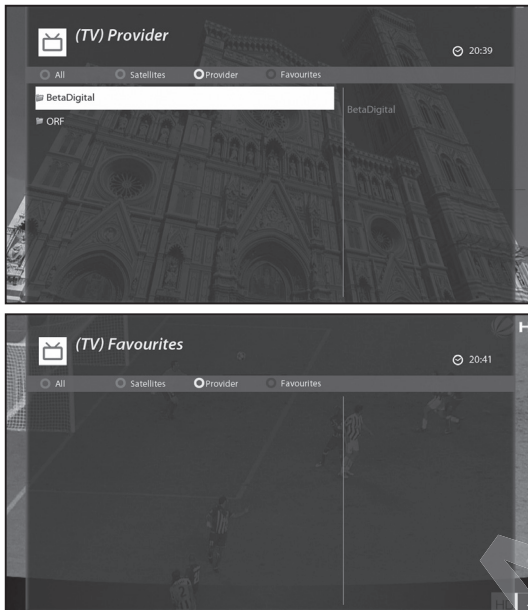 (TV) Provider
20:39
All Satellites Provider Favourites
BetaDigital
BetaDigital
ORF
(TV) Favourites
20:41
All Satellites Provider Favourites